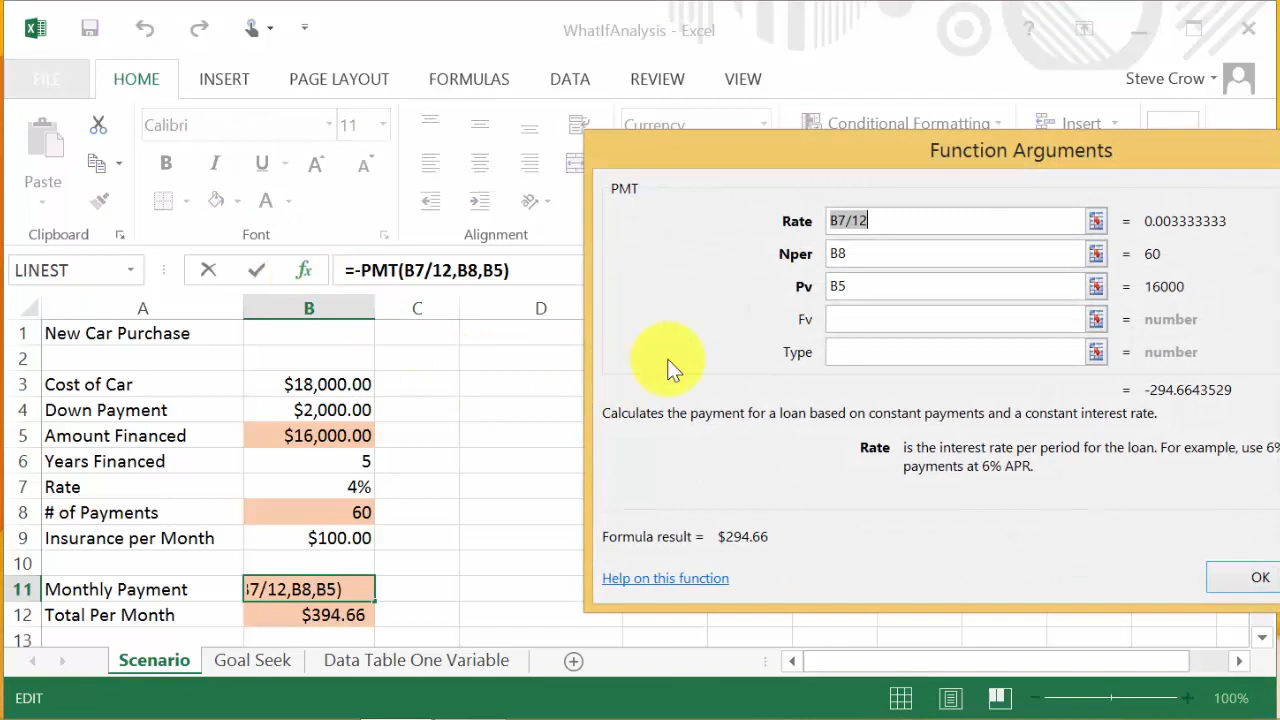 WhatIfAnalysis - Excel
FILE HOME INSERT PAGE LAYOUT FORMULAS DATA REVIEW VIEW Steve Crow
Paste
Calibri 11
B I U A A
A
Currency
Conditional Formatting
Insert
Clipboard Font Alignment
LINEST fx =-PMT(B7/12,B8,B5)
A B C D
1 New Car Purchase
2
3 Cost of Car $18,000.00
4 Down Payment $2,000.00
5 Amount Financed $16,000.00
6 Years Financed 5
7 Rate 4%
8 # of Payments 60
9 Insurance per Month $100.00
10
11 Monthly Payment 7/12,B8,B5)
12 Total Per Month $394.66
13
Function Arguments
PMT
Rate B7/12 = 0.003333333
Nper B8 = 60
Pv B5 = 16000
Fv = number
Type = number
= -294.6643529
Calculates the payment for a loan based on constant payments and a constant interest rate.
Rate is the interest rate per period for the loan. For example, use 6%
payments at 6% APR.
Formula result = $294.66
Help on this function
OK
Scenario Goal Seek Data Table One Variable
EDIT 100%